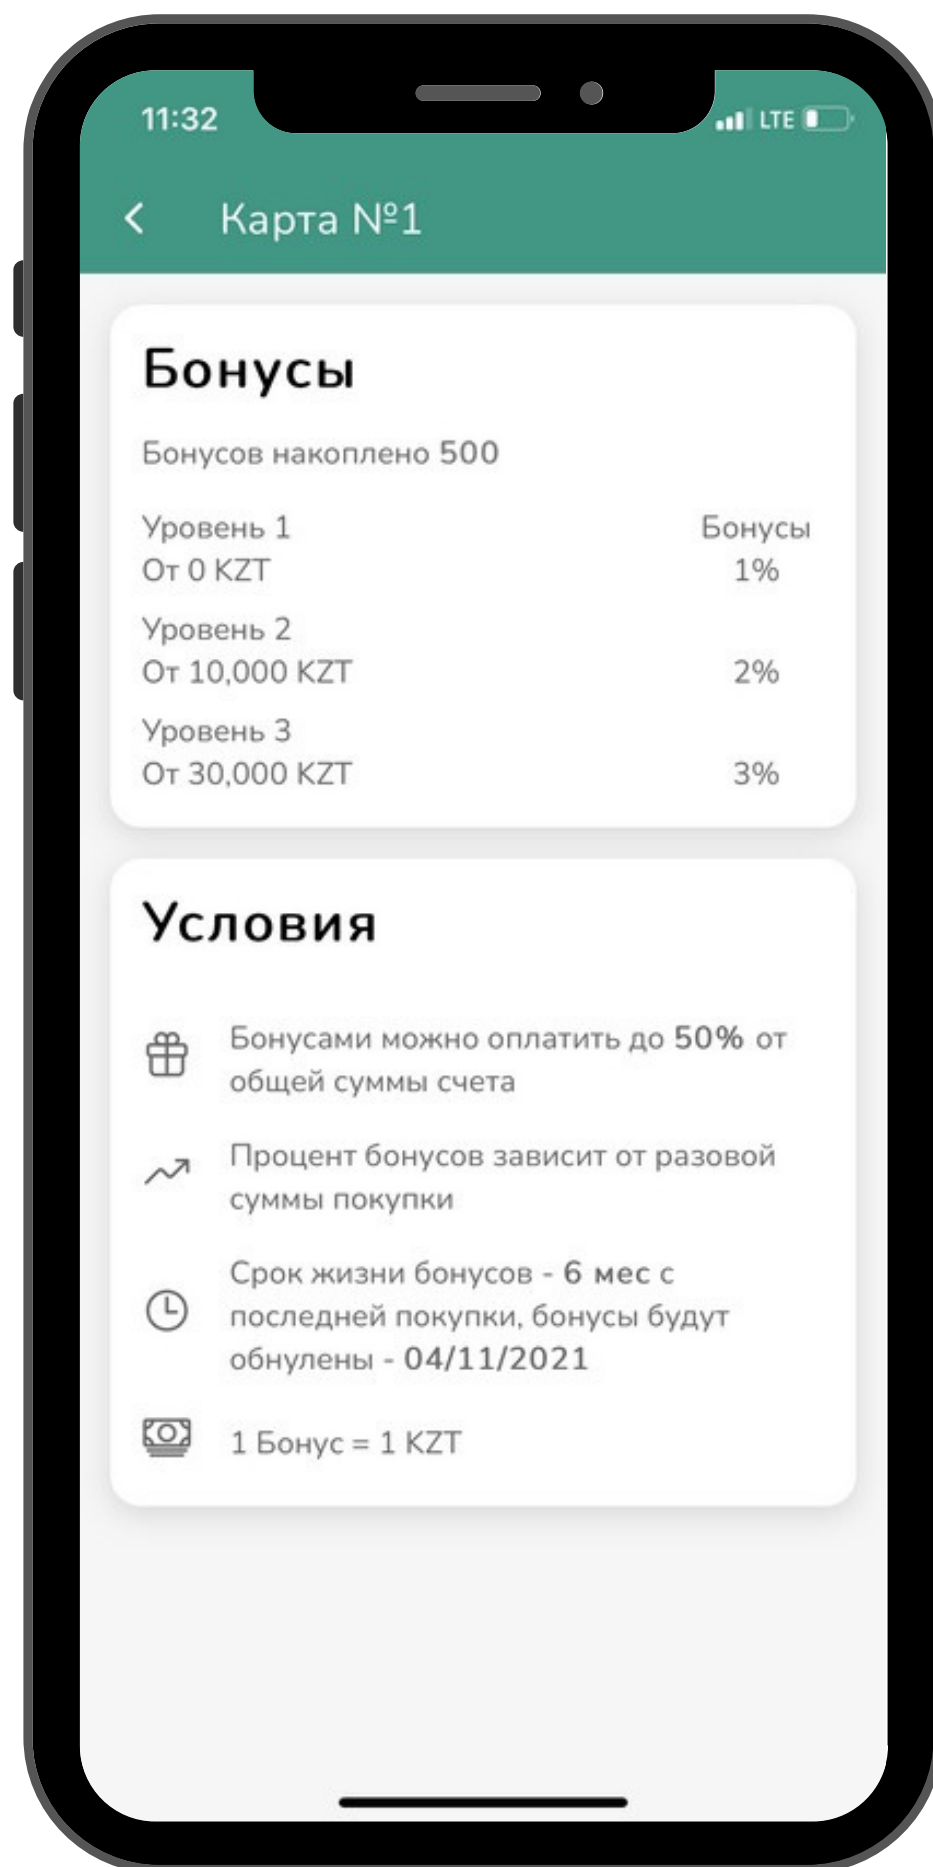 11:32
LTE
Карта №1
Бонусы
Бонусов накоплено 500
Уровень 1 Бонусы
От 0 KZT 1%
Уровень 2
От 10,000 KZT 2%
Уровень 3
От 30,000 KZT 3%
Условия
Бонусами можно оплатить до 50% от
общей суммы счета
Процент бонусов зависит от разовой
суммы покупки
Срок жизни бонусов - 6 мес с
последней покупки, бонусы будут
обнулены - 04/11/2021
1 Бонус = 1 KZT